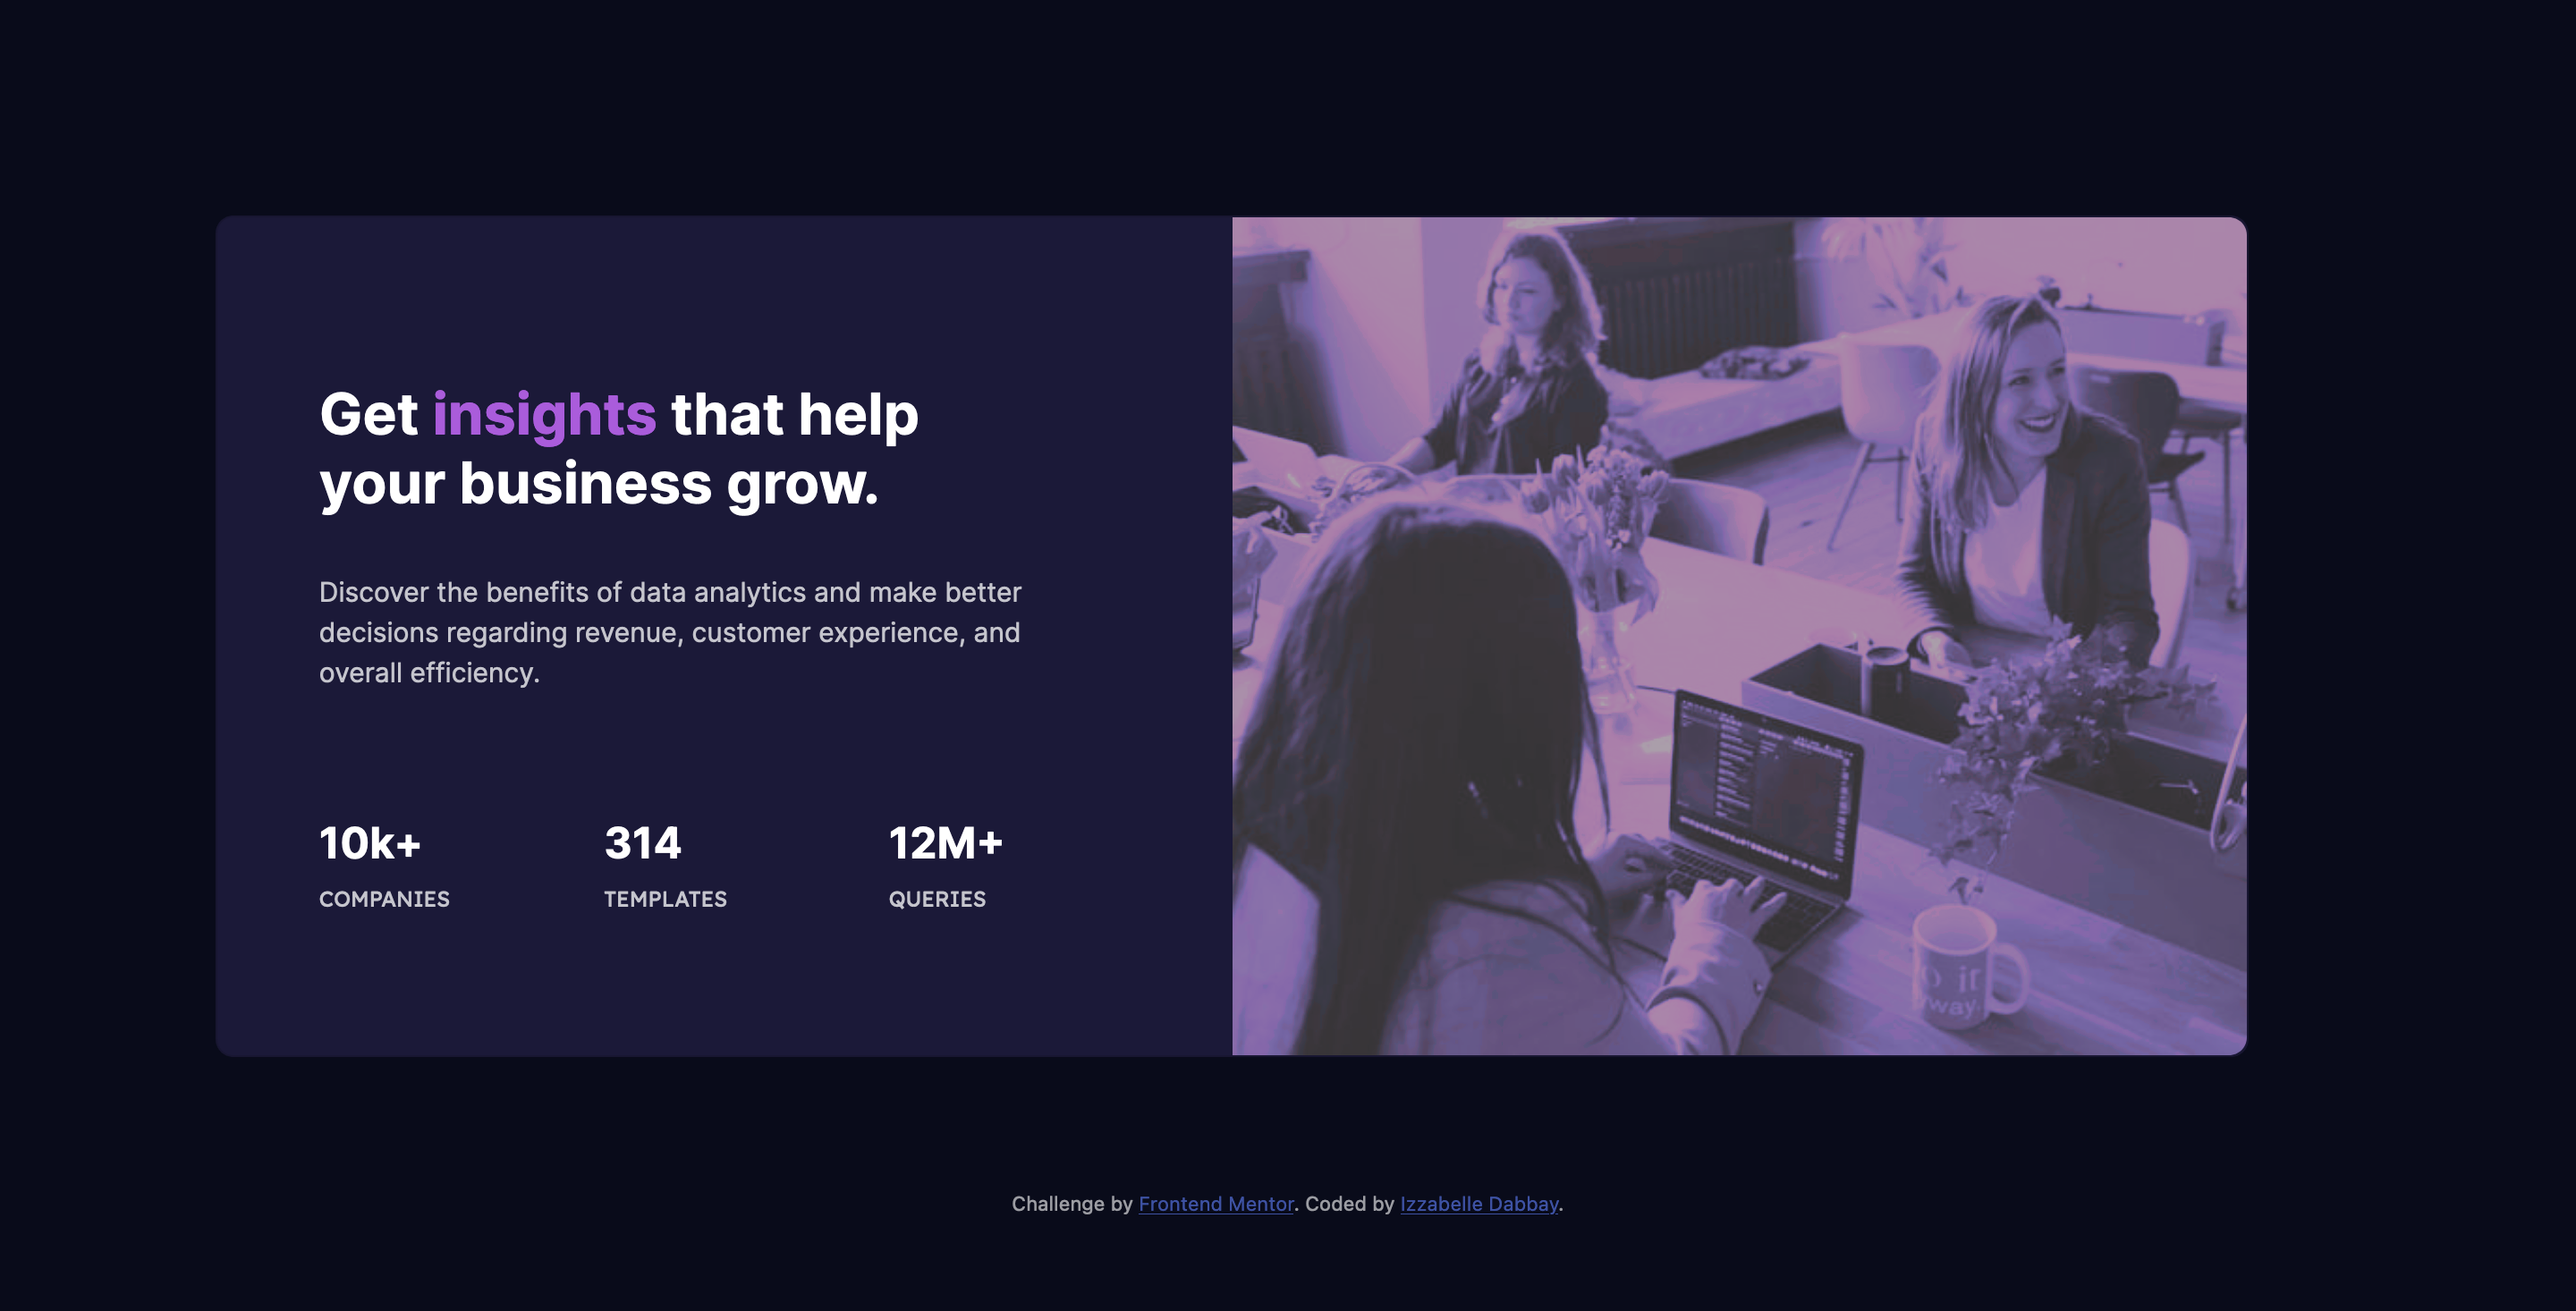 Get insights that help
your business grow.
Discover the benefits of data analytics and make better
decisions regarding revenue, customer experience, and
overall efficiency.
10k+
COMPANIES
314
TEMPLATES
12M+
QUERIES
it
way.
Challenge by Frontend Mentor. Coded by Izzabelle Dabbay.